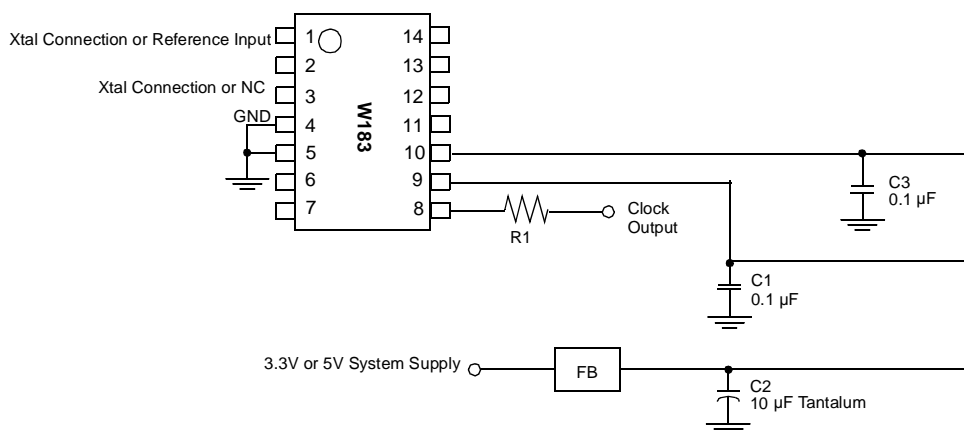 Xtal Connection or Reference Input
1
14
2
13
Xtal Connection or NC
3
12
GND
4
11
W183
5
10
6
9
7
8
R1
Clock
Output
C3
0.1 µF
C1
0.1 µF
3.3V or 5V System Supply
FB
C2
10 µF Tantalum